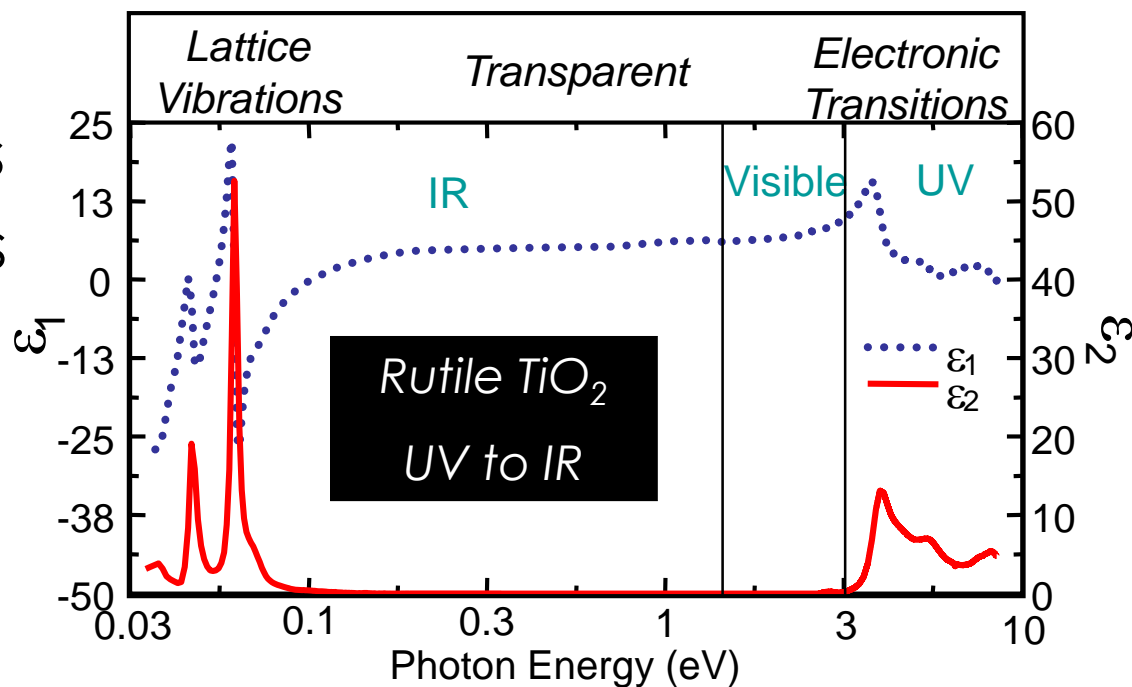 Lattice
Vibrations
Transparent
Electronic
Transitions
25
13
0
-13
-25
-38
-50
ε1
60
50
40
30
20
10
0
ε2
IR
Visible
UV
ε1
ε2
Rutile TiO2
UV to IR
0.03
0.1
0.3
1
3
10
Photon Energy (eV)